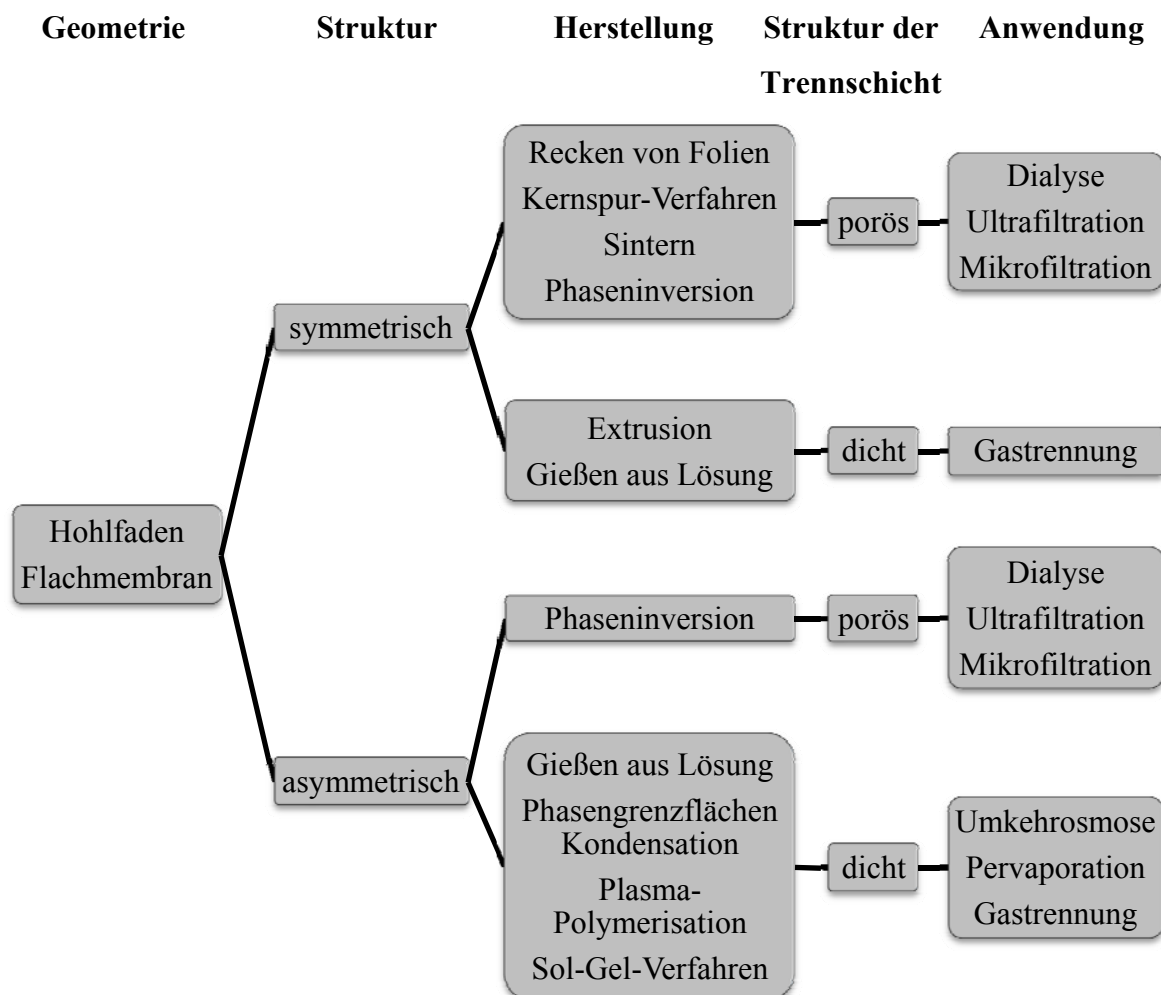 Geometrie
Struktur
Herstellung
Struktur der
Trennschicht
Anwendung
Hohlfaden
Flachmembran
symmetrisch
Recken von Folien
Kernspur-Verfahren
Sintern
Phaseninversion
porös
Dialyse
Ultrafiltration
Mikrofiltration
Extrusion
Gießen aus Lösung
dicht
Gastrennung
asymmetrisch
Phaseninversion
porös
Dialyse
Ultrafiltration
Mikrofiltration
Gießen aus Lösung
Phasengrenzflächen
Kondensation
Plasma-
Polymerisation
Sol-Gel-Verfahren
dicht
Umkehrosmose
Pervaporation
Gastrennung